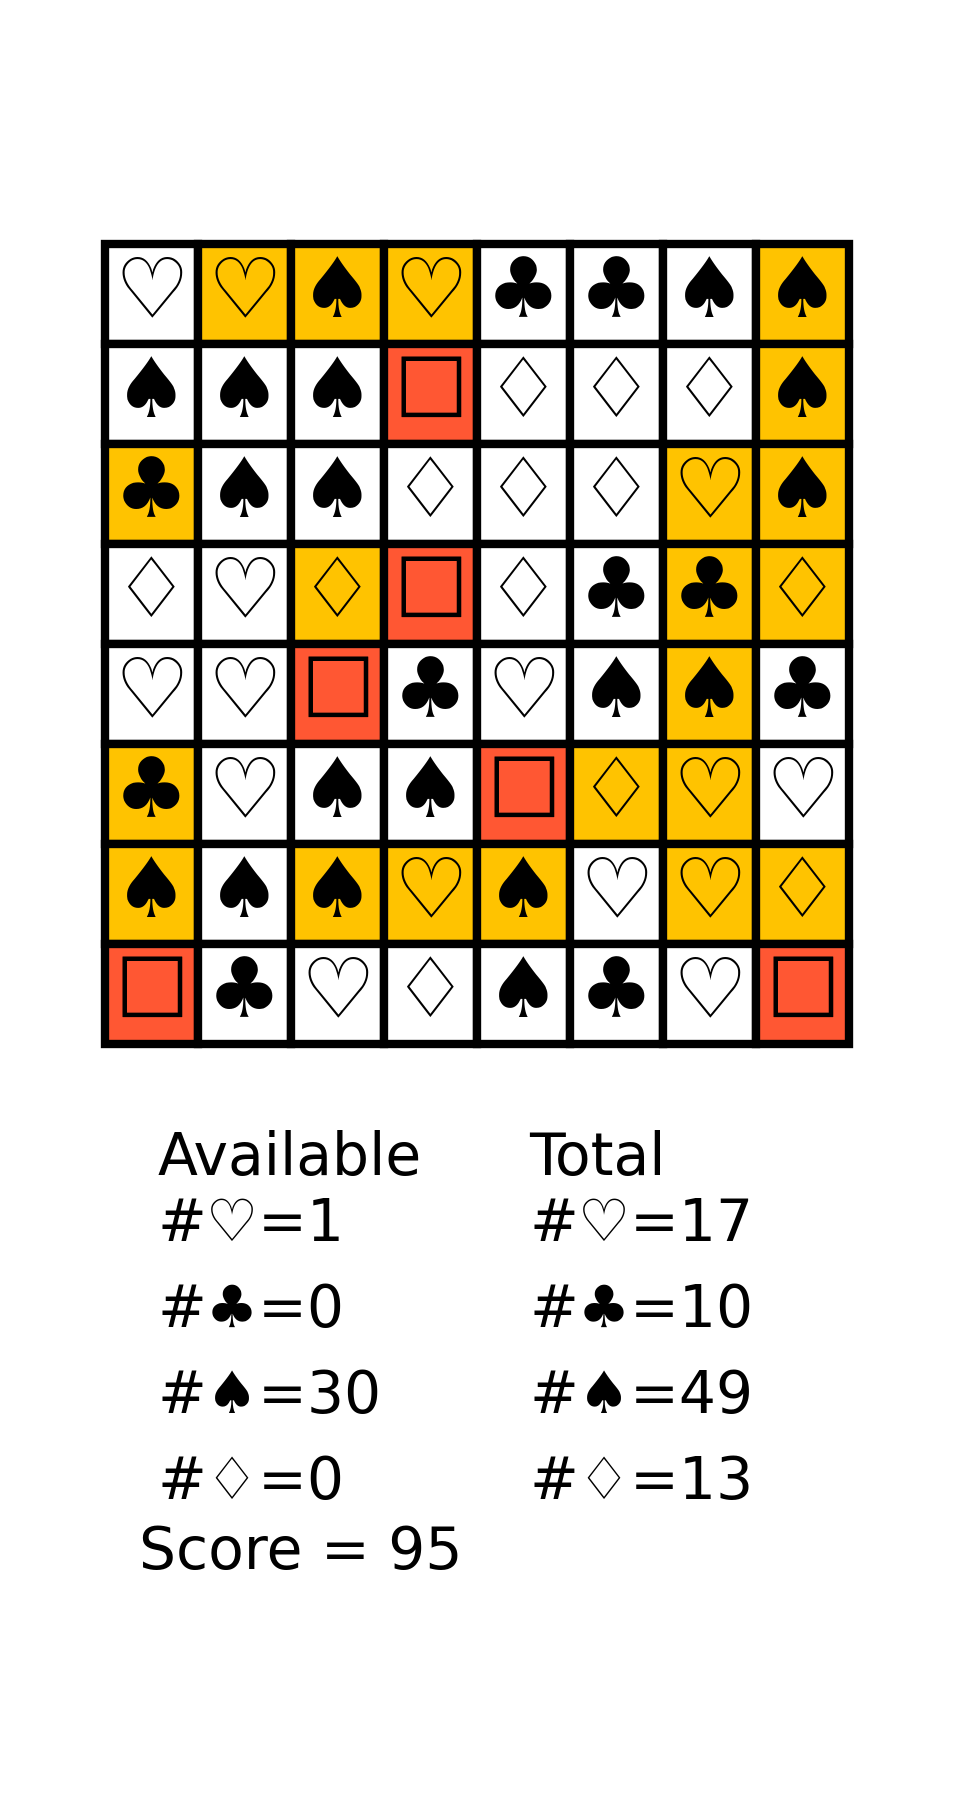 ♡ ♡ ♠ ♡ ♣ ♣ ♠ ♠
♠ ♠ ♠ □ ♢ ♢ ♢ ♠
♣ ♠ ♠ ♢ ♢ ♢ ♡ ♠
♢ ♡ ♢ □ ♢ ♣ ♣ ♢
♡ ♡ □ ♣ ♡ ♠ ♠ ♣
♣ ♡ ♠ ♠ □ ♢ ♡ ♡
♠ ♠ ♠ ♡ ♠ ♡ ♡ ♢
□ ♣ ♡ ♢ ♠ ♣ ♡ □
Available Total
#♡=1 #♡=17
#♣=0 #♣=10
#♠=30 #♠=49
#♢=0 #♢=13
Score = 95